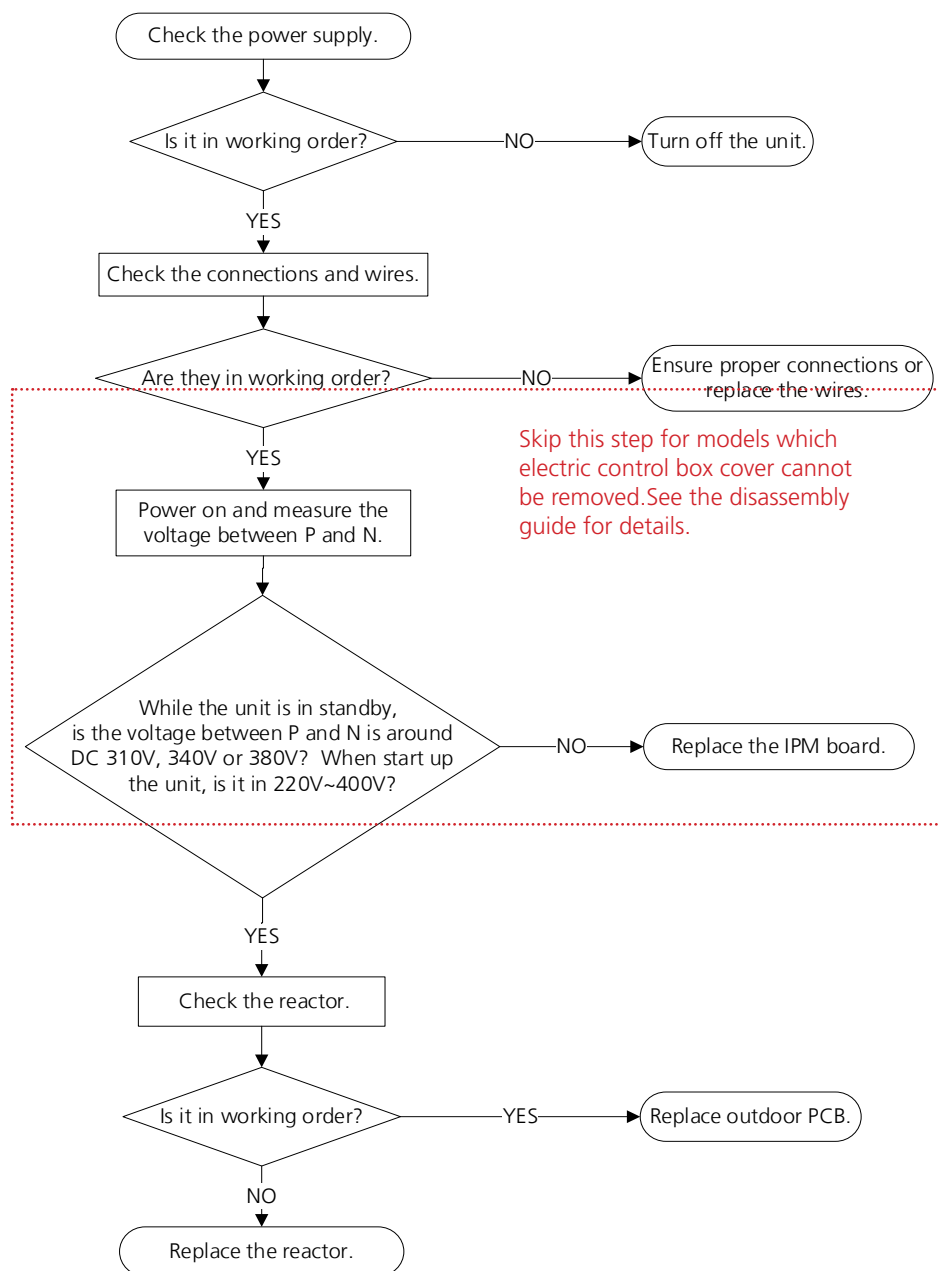 Check the power supply.
Is it in working order?
NO
Turn off the unit.
YES
Check the connections and wires.
Are they in working order?
NO
Ensure proper connections or
replace the wires.
YES
Skip this step for models which
electric control box cover cannot
be removed.See the disassembly
guide for details.
Power on and measure the
voltage between P and N.
While the unit is in standby,
is the voltage between P and N is around
DC 310V, 340V or 380V? When start up
the unit, is it in 220V~400V?
NO
Replace the IPM board.
YES
Check the reactor.
Is it in working order?
YES
Replace outdoor PCB.
NO
Replace the reactor.